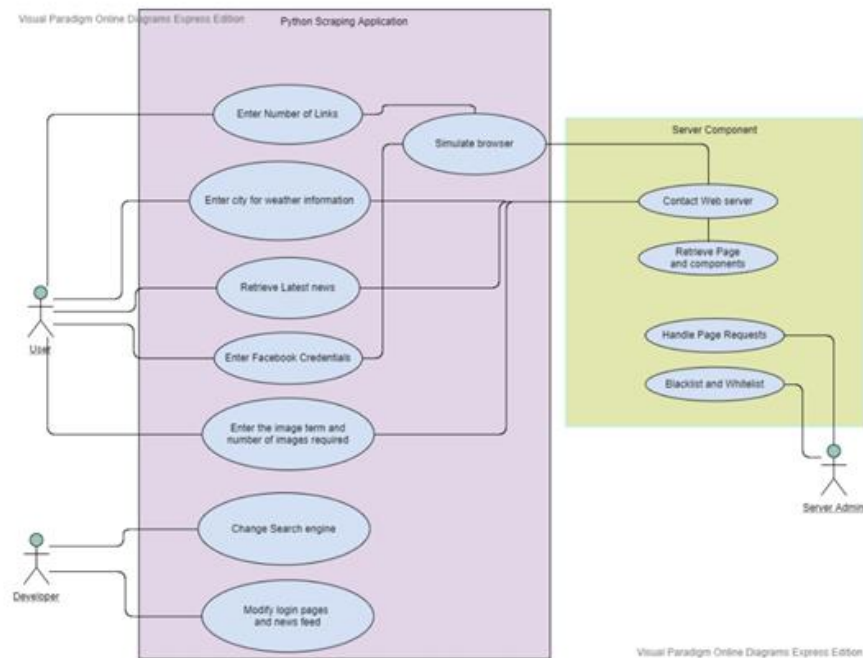 Visual Paradigm Online Diagrams Express Edition
Python Scraping Application
Enter Number of Links
Simulate browser
Server Component
Enter city for weather information
Contact Web server
Retrieve Page
and components
Retrieve Latest news
User
Enter Facebook Credentials
Handle Page Requests
Blacklist and Whitelist
Enter the image term and
number of images required
Server Admin
Change Search engine
Developer
Modify login pages
and news feed
Visual Paradigm Online Diagrams Express Edition